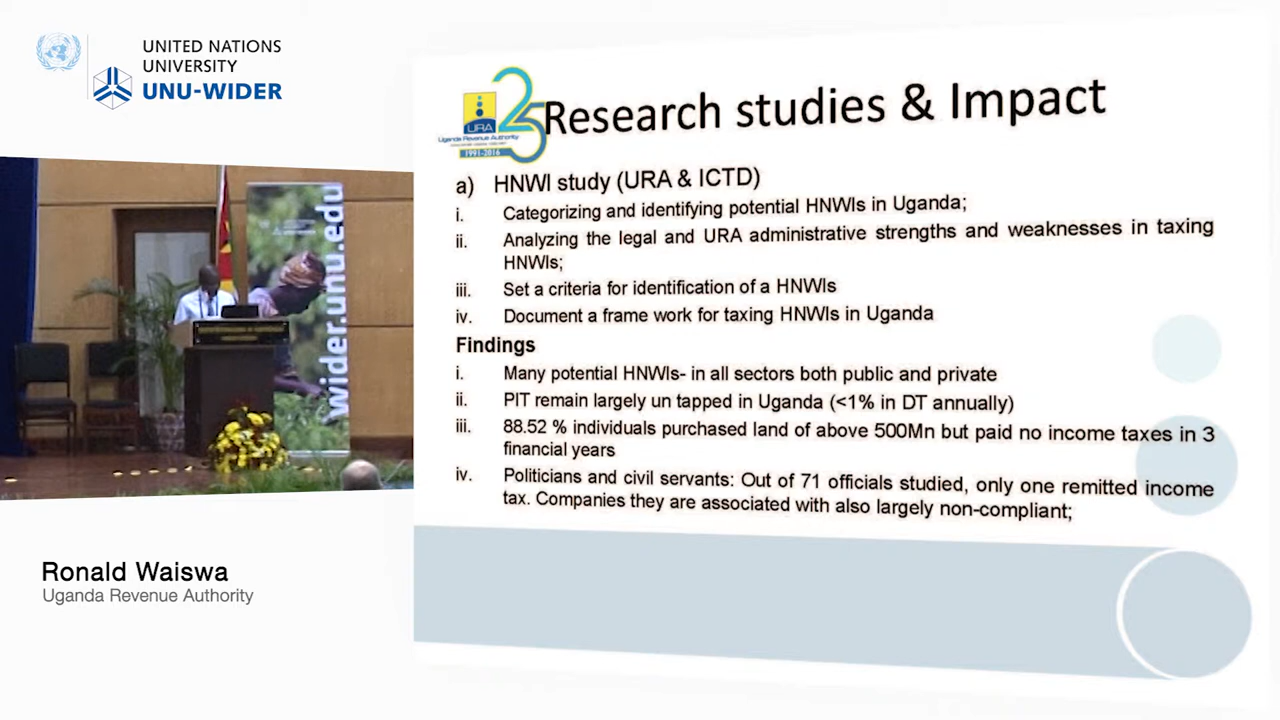 UNITED NATIONS
UNIVERSITY
UNU-WIDER
wider.unu.edu
Ronald Waiswa
Uganda Revenue Authority
25
URA
Uganda Revenue Authority
1991-2016
Research studies & Impact
a) HNWI study (URA & ICTD)
i. Categorizing and identifying potential HNWIs in Uganda;
ii. Analyzing the legal and URA administrative strengths and weaknesses in taxing
HNWIs;
iii. Set a criteria for identification of a HNWIs
iv. Document a frame work for taxing HNWIs in Uganda
Findings
i. Many potential HNWIs- in all sectors both public and private
ii. PIT remain largely un tapped in Uganda (<1% in DT annually)
iii. 88.52 % individuals purchased land of above 500Mn but paid no income taxes in 3
financial years
iv. Politicians and civil servants: Out of 71 officials studied, only one remitted income
tax. Companies they are associated with also largely non-compliant;